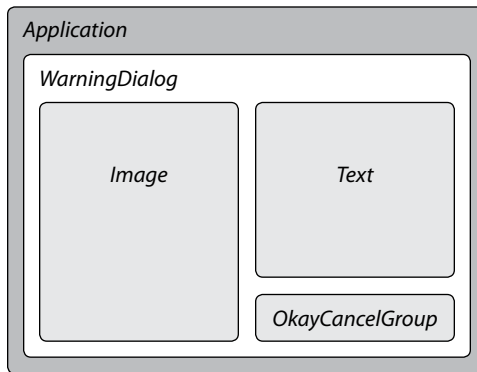 Application
WarningDialog
Image
Text
OkayCancelGroup